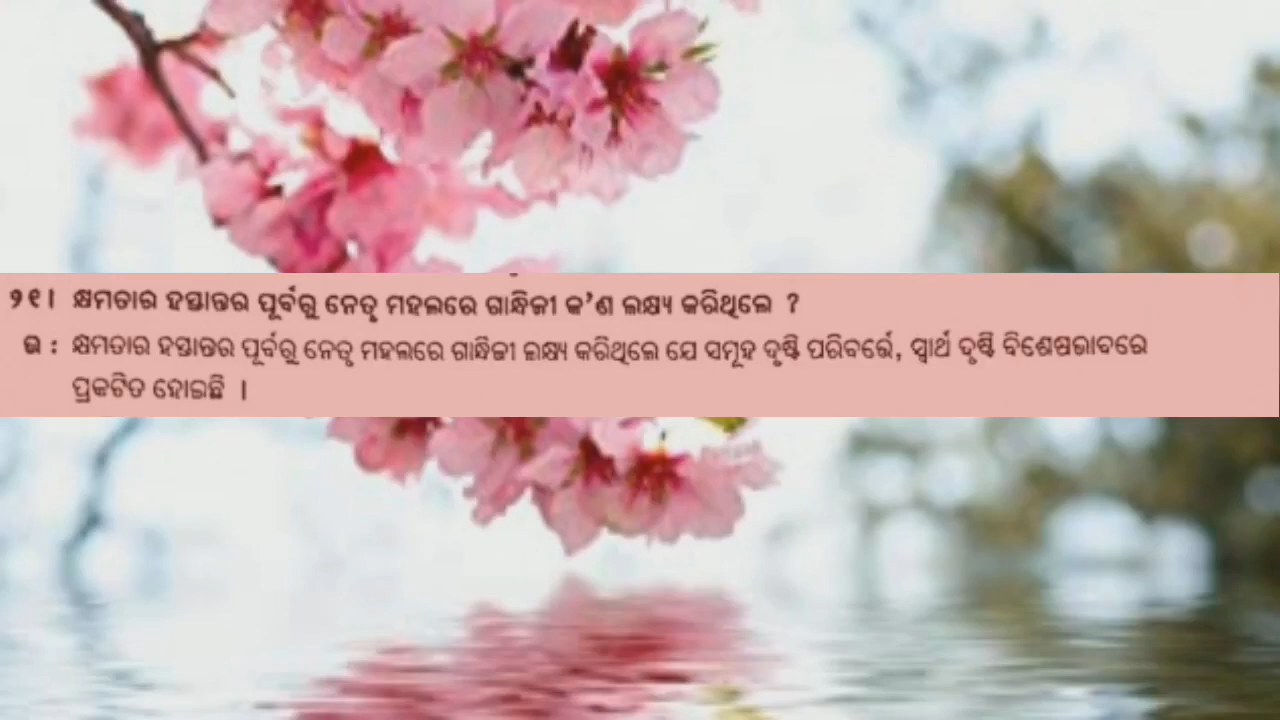 ୨୧। କ୍ଷମତାର ହସ୍ତାନ୍ତର ପୂର୍ବରୁ ନେତୃ ମହଲରେ ଗାନ୍ଧିଜୀ କ’ଣ ଲକ୍ଷ୍ୟ କରିଥିଲେ ?
ଉ : କ୍ଷମତାର ହସ୍ତାନ୍ତର ପୂର୍ବରୁ ନେତୃ ମହଲରେ ଗାନ୍ଧିଜୀ ଲକ୍ଷ୍ୟ କରିଥିଲେ ଯେ ସମୂହ ଦୃଷ୍ଟି ପରିବର୍ତ୍ତେ, ସ୍ୱାର୍ଥ ଦୃଷ୍ଟି ବିଶେଷଭାବରେ
ପ୍ରକଟିତ ହୋଇଛି ।